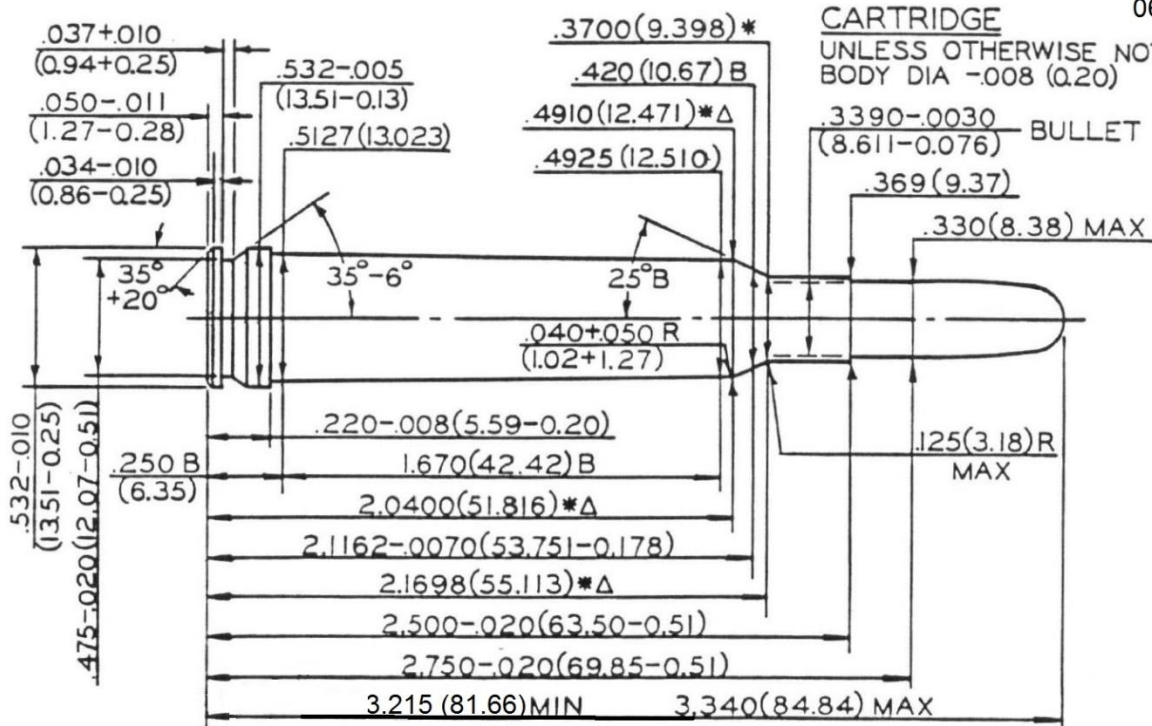 CARTRIDGE
06
UNLESS OTHERWISE NOT
BODY DIA -.008 (0.20)
.037+.010
(0.94+0.25)
.050-.011
(1.27-0.28)
.034-.010
(0.86-0.25)
.532-.005
(13.51-0.13)
.5127(13.023)
.3700(9.398)*
.420(10.67) B
.4910(12.471)*Δ
.4925(12.510)
.3390-.0030 BULLET
(8.611-0.076)
.369(9.37)
.330(8.38) MAX
35°
+20°
35°-6°
25°B
.040+.050 R
(1.02+1.27)
.532-.010
(13.51-0.25)
.475-.020(12.07-0.51)
.220-.008(5.59-0.20)
.250 B
(6.35)
1.670(42.42)B
.125(3.18)R
MAX
2.0400(51.816)*Δ
2.1162-.0070(53.751-0.178)
2.1698(55.113)*Δ
2.500-.020(63.50-0.51)
2.750-.020(69.85-0.51)
3.215 (81.66)MIN
3.340(84.84) MAX